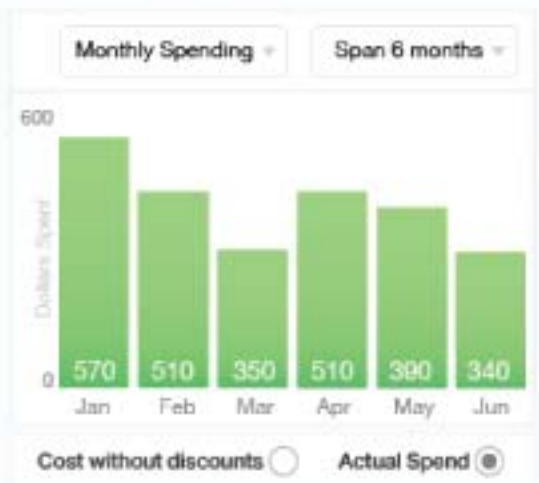 Monthly Spending Span 6 months
600
Dollars Spent
0
570 510 350 510 390 340
Jan Feb Mar Apr May Jun
Cost without discounts Actual Spend